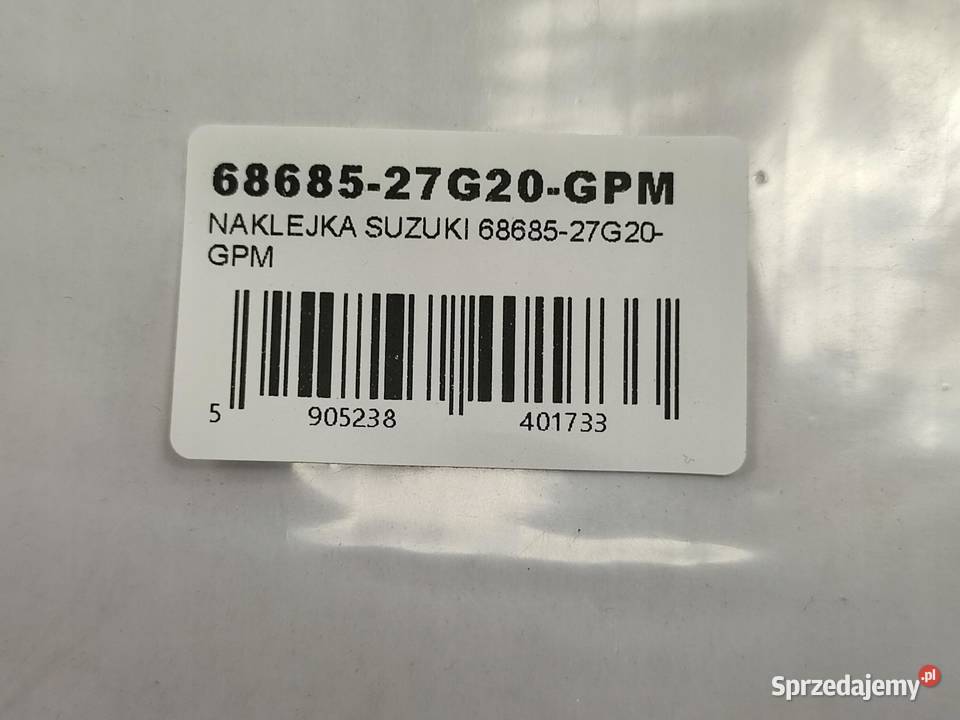 68685-27G20-GPM
NAKLEJKA SUZUKI 68685-27G20-
GPM
5 905238 401733
Sprzedajemy.pl